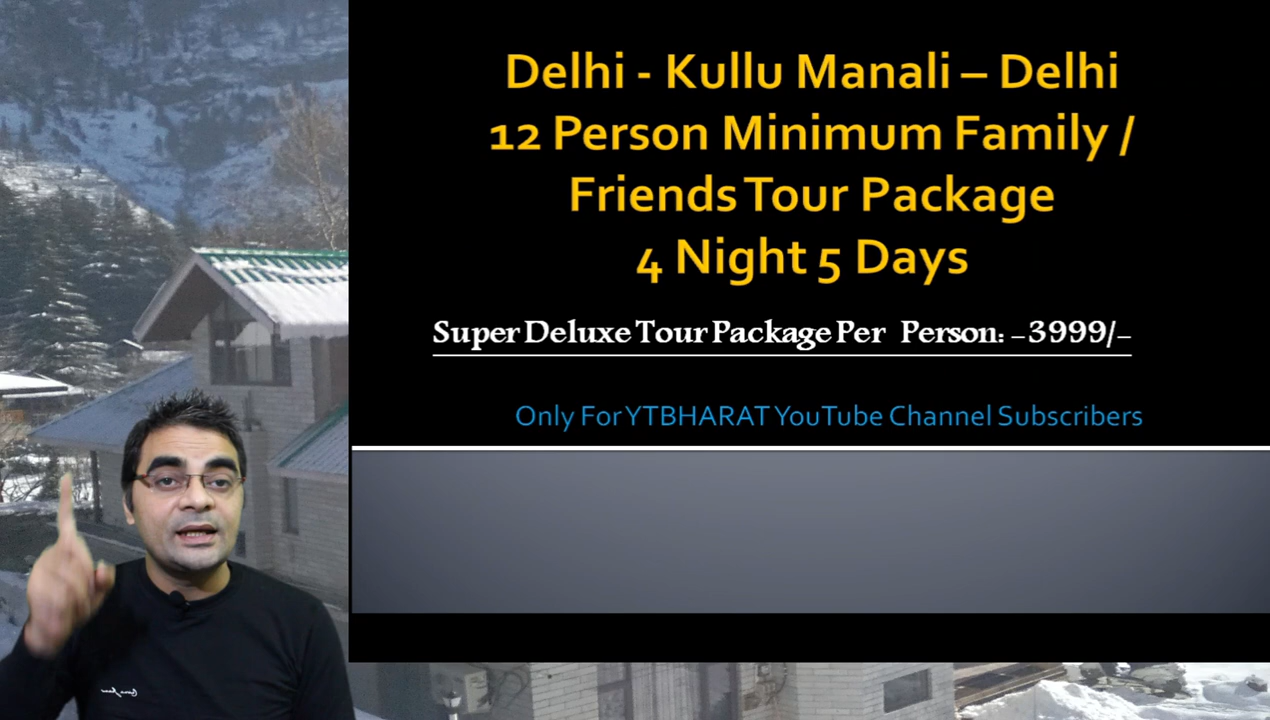 Delhi - Kullu Manali – Delhi
12 Person Minimum Family /
Friends Tour Package
4 Night 5 Days
Super Deluxe Tour Package Per Person: -3999/-
Only For YTBHARAT YouTube Channel Subscribers